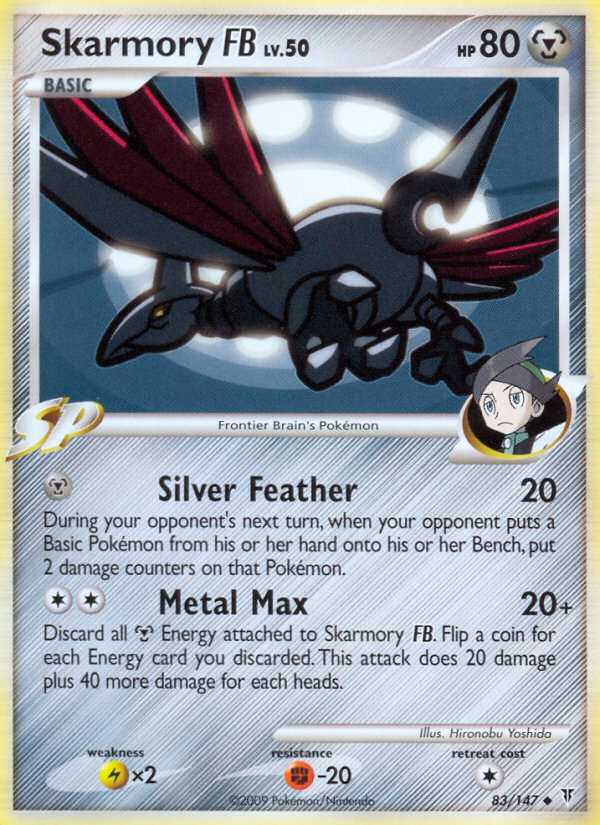 Skarmory FB LV.50 HP 80
BASIC
SP
Frontier Brain's Pokémon
Silver Feather 20
During your opponent's next turn, when your opponent puts a
Basic Pokémon from his or her hand onto his or her Bench, put
2 damage counters on that Pokémon.
Metal Max 20+
Discard all Energy attached to Skarmory FB. Flip a coin for
each Energy card you discarded. This attack does 20 damage
plus 40 more damage for each heads.
Illus. Hironobu Yoshida
weakness resistance retreat cost
×2 -20
©2009 Pokémon/Nintendo 83/147